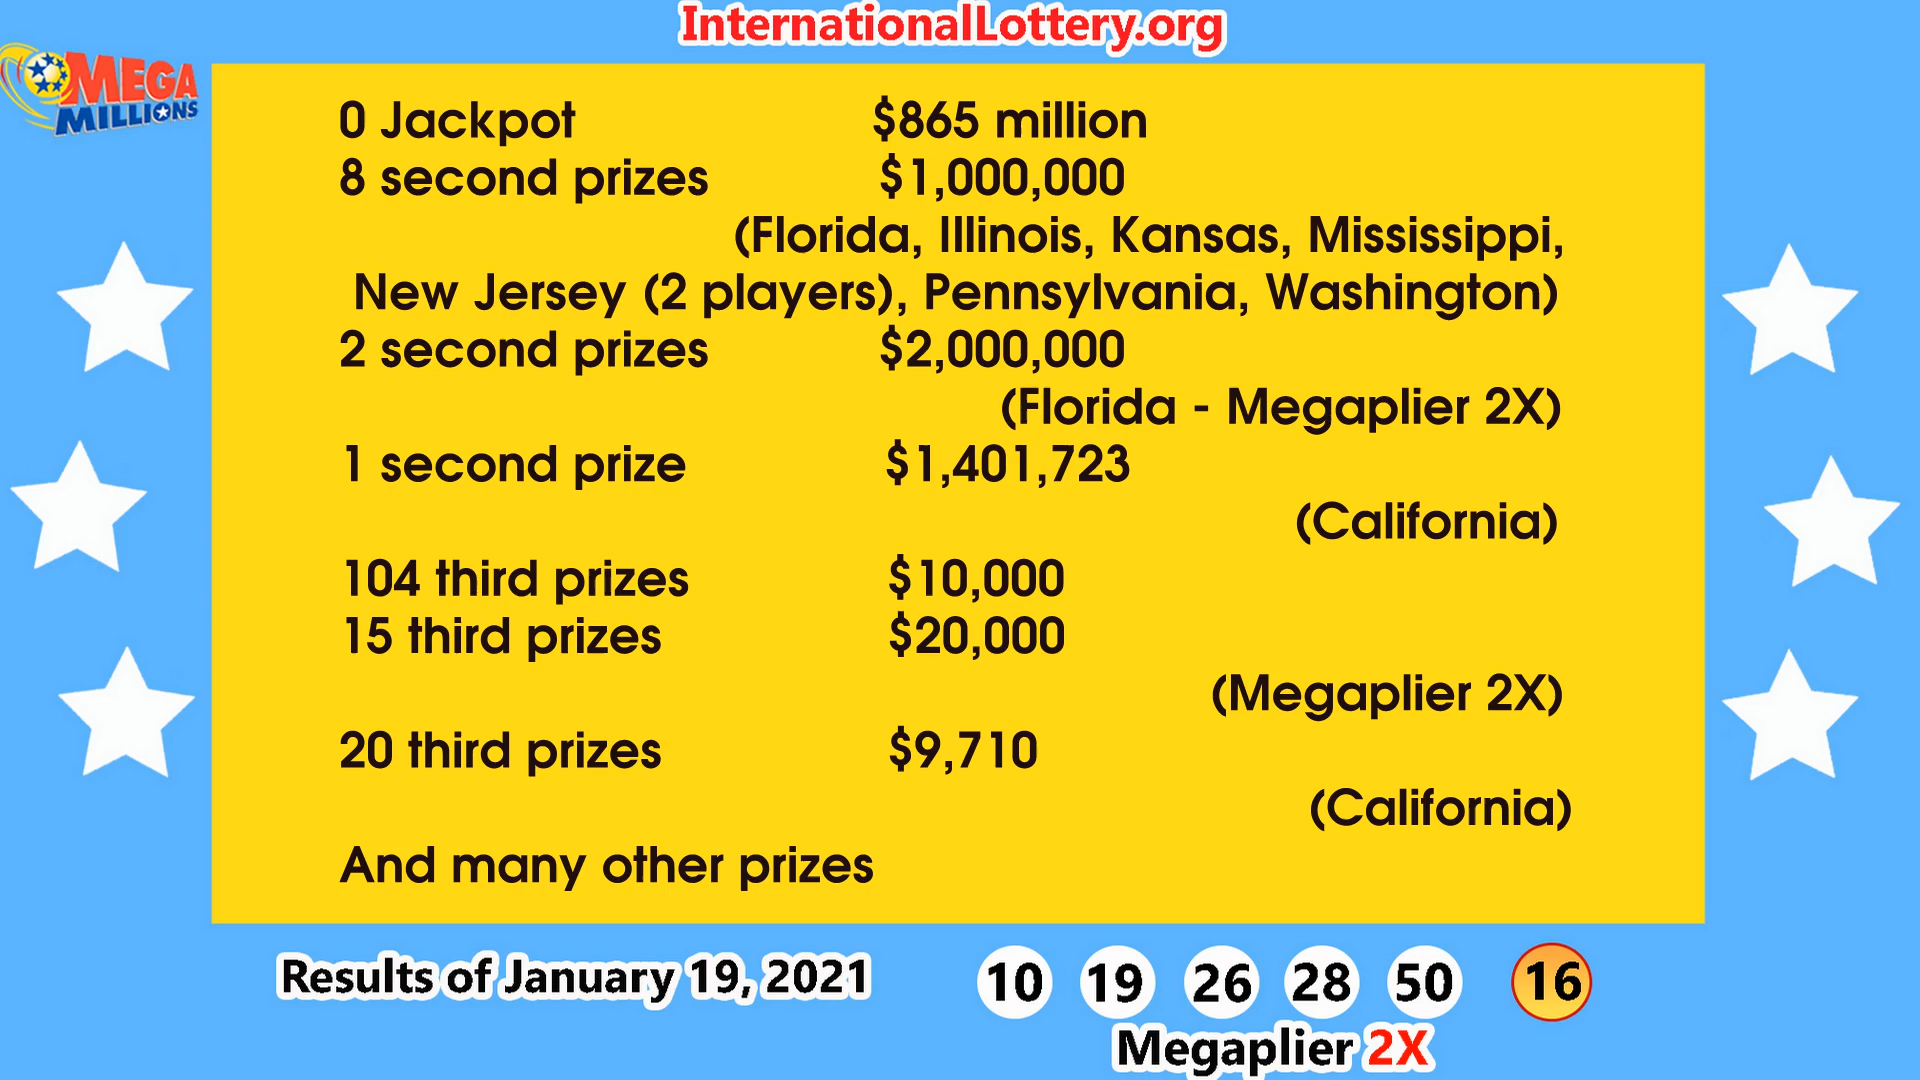 InternationalLottery.org
MEGA
MILLIONS
0 Jackpot $865 million
8 second prizes $1,000,000
(Florida, Illinois, Kansas, Mississippi,
New Jersey (2 players), Pennsylvania, Washington)
2 second prizes $2,000,000
(Florida - Megaplier 2X)
1 second prize $1,401,723
(California)
104 third prizes $10,000
15 third prizes $20,000
(Megaplier 2X)
20 third prizes $9,710
(California)
And many other prizes
Results of January 19, 2021 10 19 26 28 50 16
Megaplier 2X